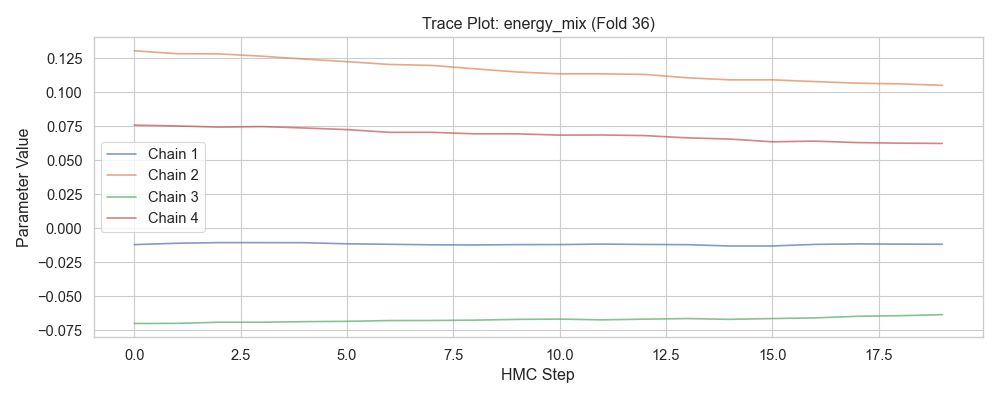 Trace Plot: energy_mix (Fold 36)
Parameter Value
0.125
0.100
0.075
0.050
0.025
0.000
−0.025
−0.050
−0.075
Chain 1
Chain 2
Chain 3
Chain 4
0.0 2.5 5.0 7.5 10.0 12.5 15.0 17.5
HMC Step